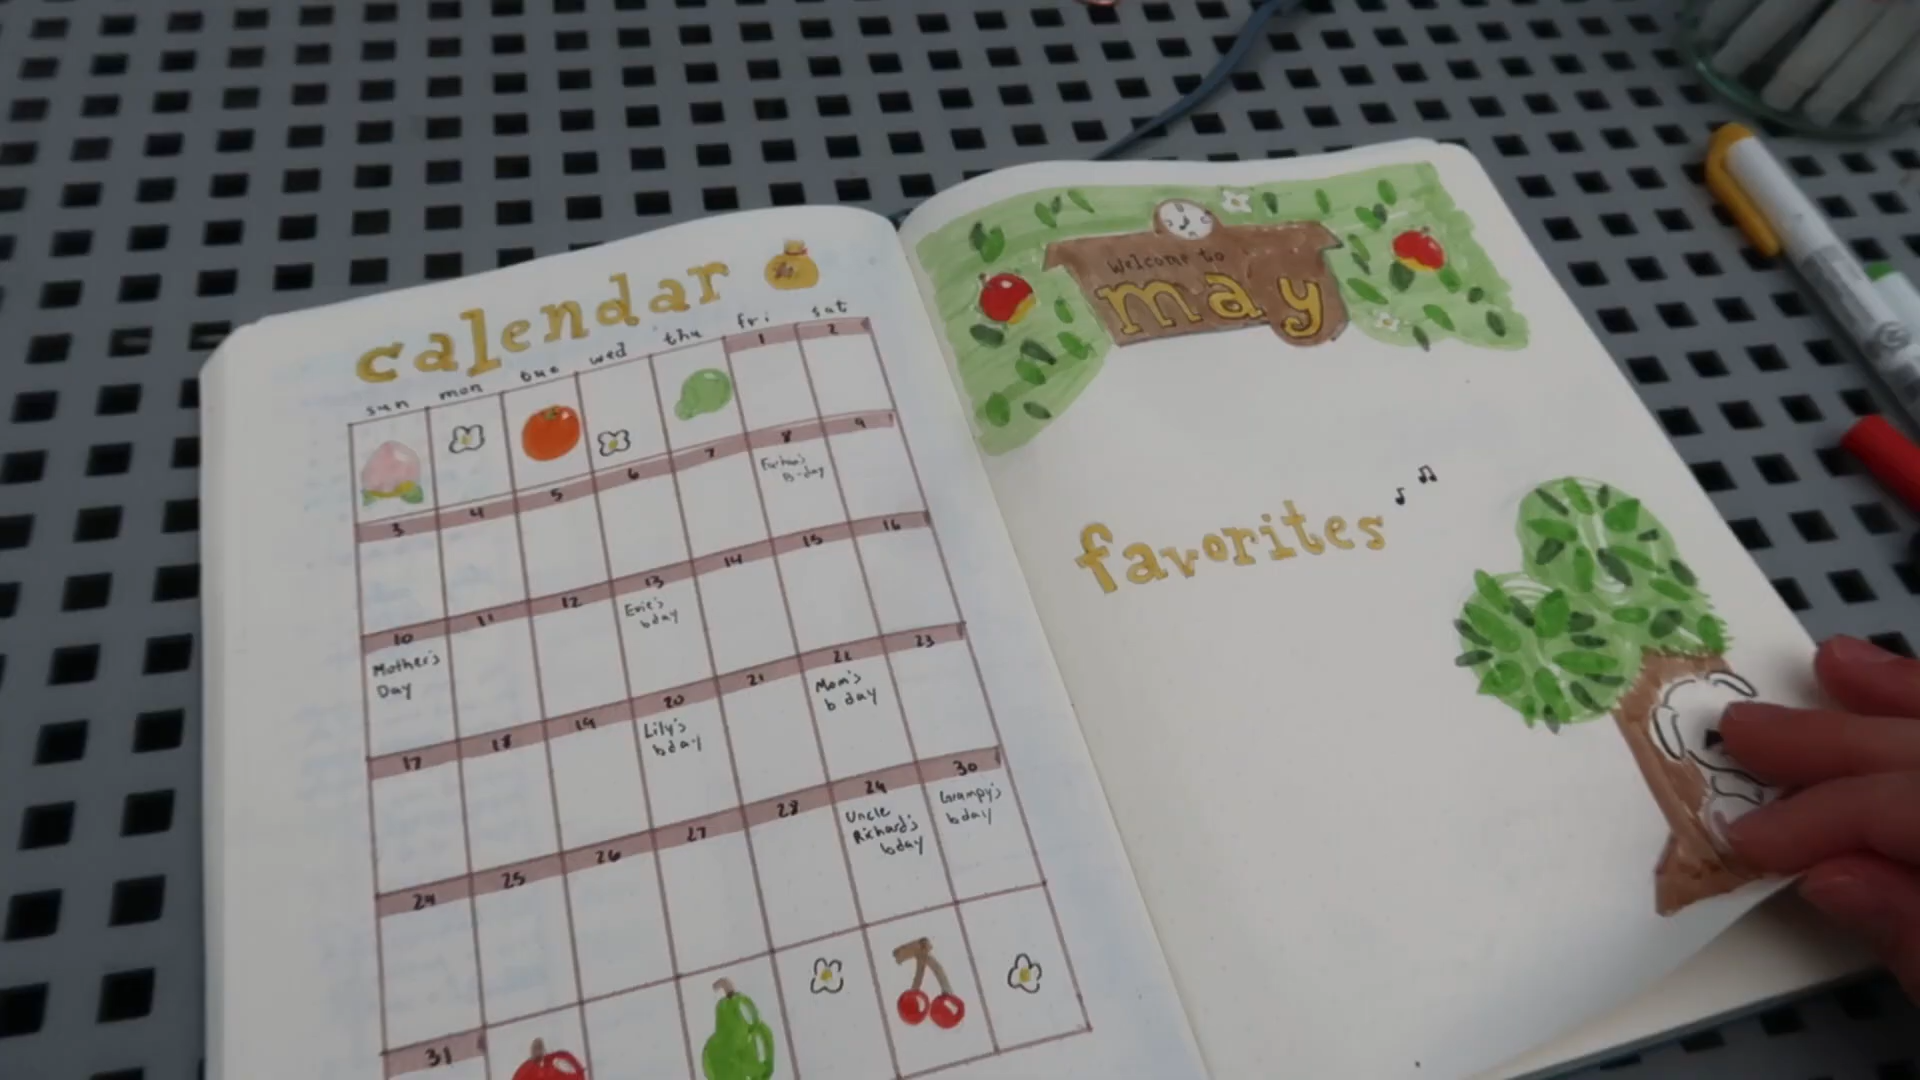 calendar
sun mon tue wed thu fri sat
1 2
3 4 5 6 7 8 9
B-day
10 11 12 13 14 15 16
Mother's
Day
Evie's
bday
17 18 19 20 21 22 23
Lily's
bday
Mom's
b day
24 25 26 27 28 29 30
Uncle
Richard's
bday
Grampy's
bday
31
Welcome to
may
favorites